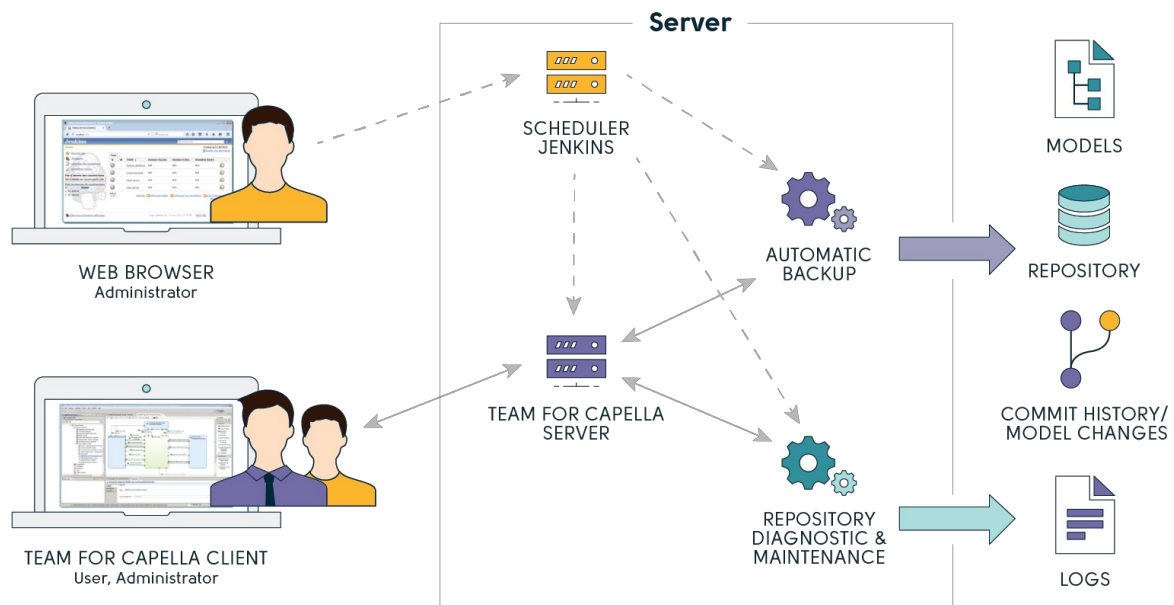 Server
SCHEDULER
JENKINS
MODELS
WEB BROWSER
Administrator
AUTOMATIC
BACKUP
REPOSITORY
TEAM FOR CAPELLA
SERVER
COMMIT HISTORY/
MODEL CHANGES
TEAM FOR CAPELLA CLIENT
User, Administrator
REPOSITORY
DIAGNOSTIC &
MAINTENANCE
LOGS